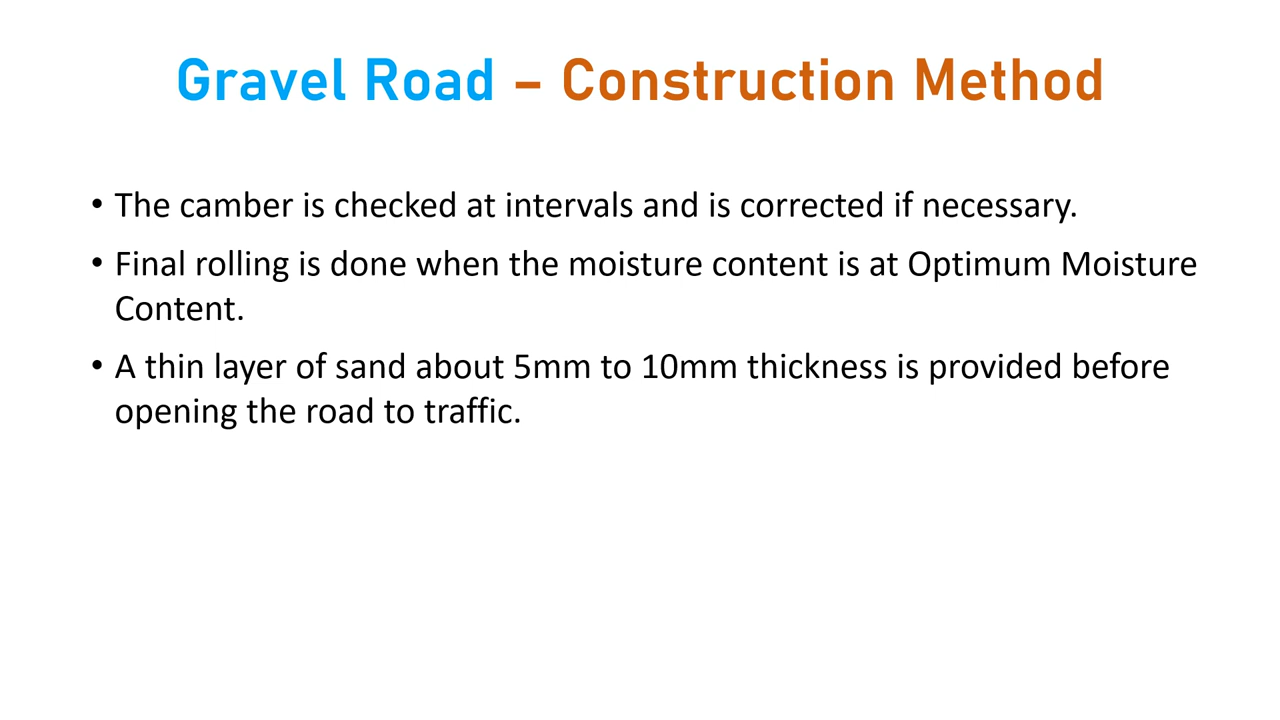 Gravel Road – Construction Method
• The camber is checked at intervals and is corrected if necessary.
• Final rolling is done when the moisture content is at Optimum Moisture
Content.
• A thin layer of sand about 5mm to 10mm thickness is provided before
opening the road to traffic.